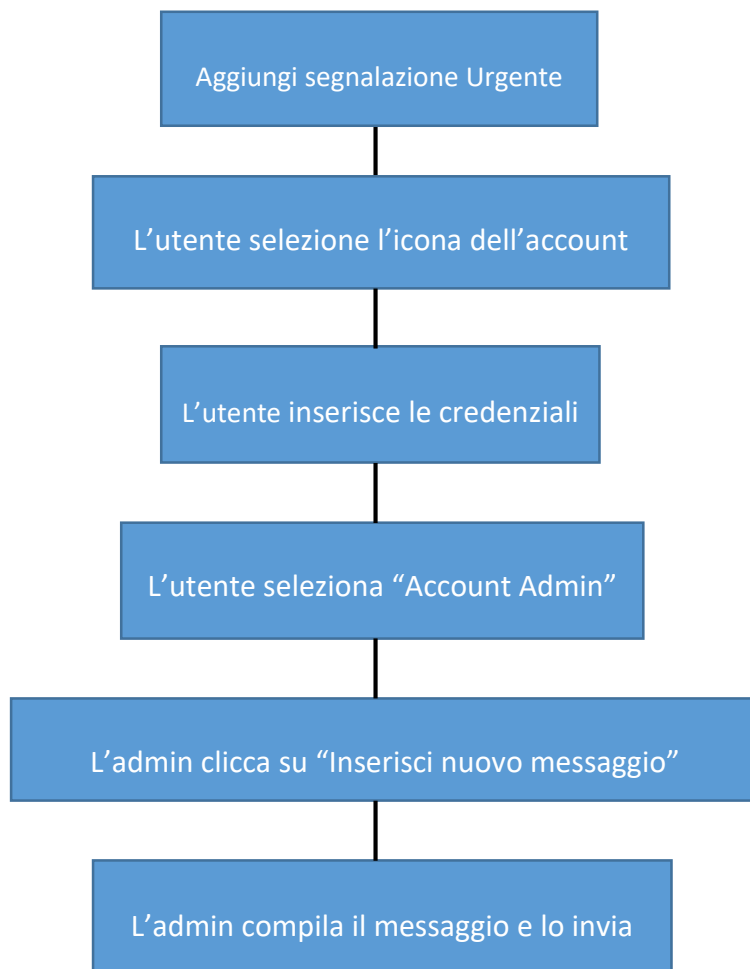 Aggiungi segnalazione Urgente
L’utente selezione l’icona dell’account
L’utente inserisce le credenziali
L’utente seleziona “Account Admin”
L’admin clicca su “Inserisci nuovo messaggio”
L’admin compila il messaggio e lo invia